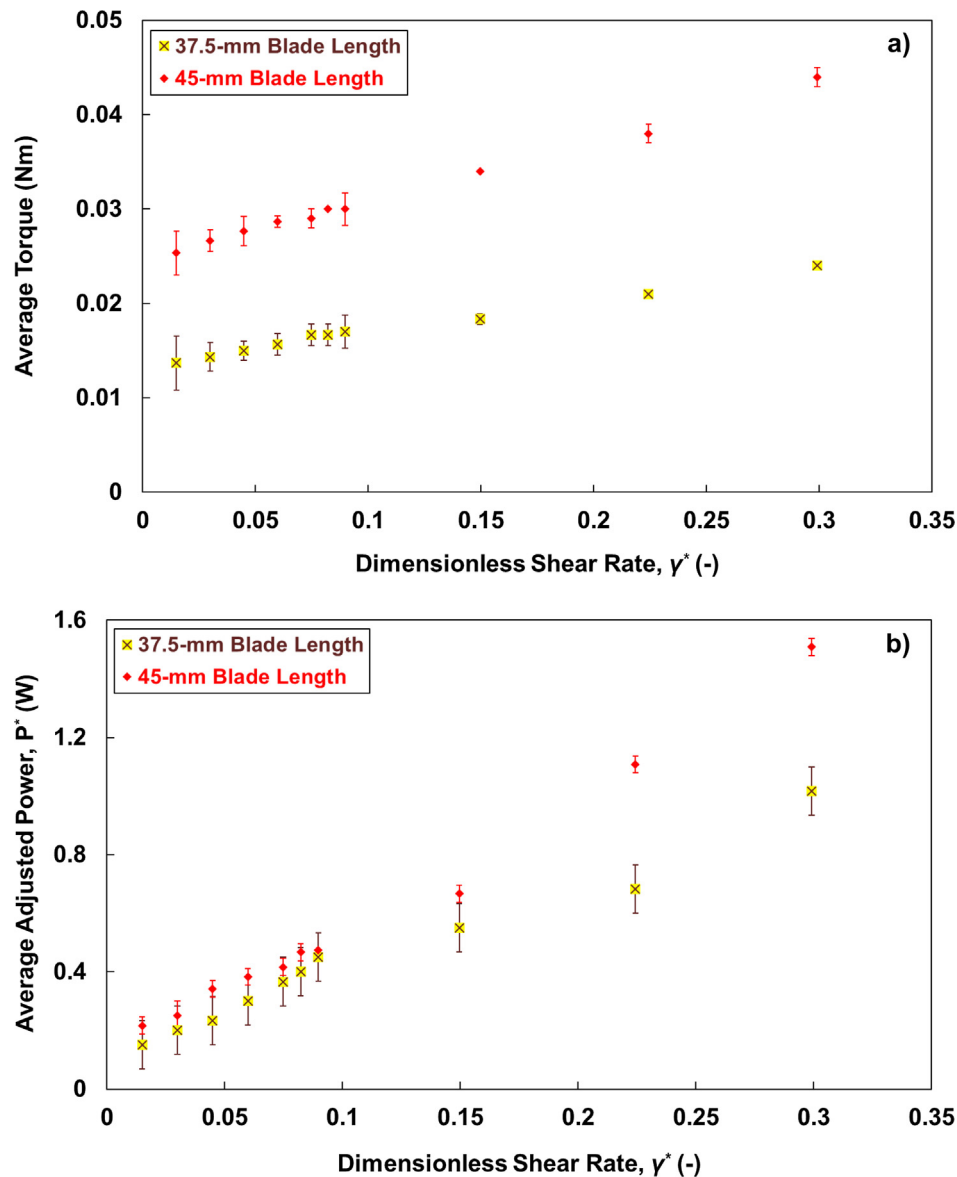 a)
37.5-mm Blade Length
45-mm Blade Length
0.05
0.04
0.03
0.02
0.01
0
Average Torque (Nm)
0 0.05 0.1 0.15 0.2 0.25 0.3 0.35
Dimensionless Shear Rate, γ* (-)
b)
37.5-mm Blade Length
45-mm Blade Length
1.6
1.2
0.8
0.4
0
Average Adjusted Power, P* (W)
0 0.05 0.1 0.15 0.2 0.25 0.3 0.35
Dimensionless Shear Rate, γ* (-)